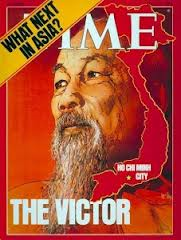 WHAT NEXT
IN ASIA?
TIME
HO CHI MINH
CITY
THE VICTOR